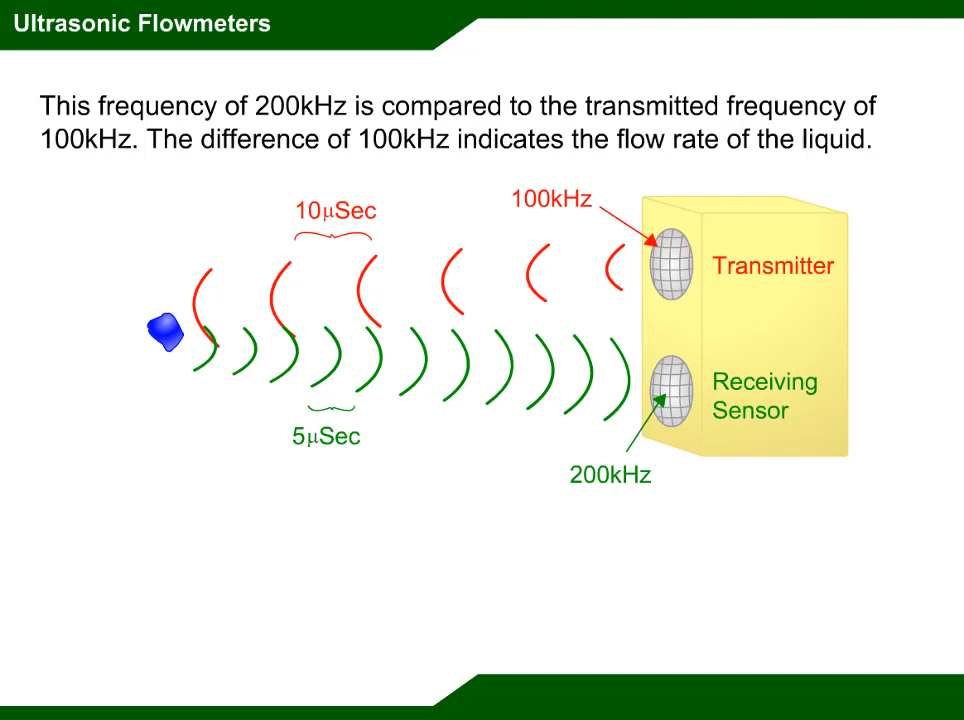 Ultrasonic Flowmeters
This frequency of 200kHz is compared to the transmitted frequency of
100kHz. The difference of 100kHz indicates the flow rate of the liquid.
100kHz
10μSec
Transmitter
Receiving
Sensor
5μSec
200kHz